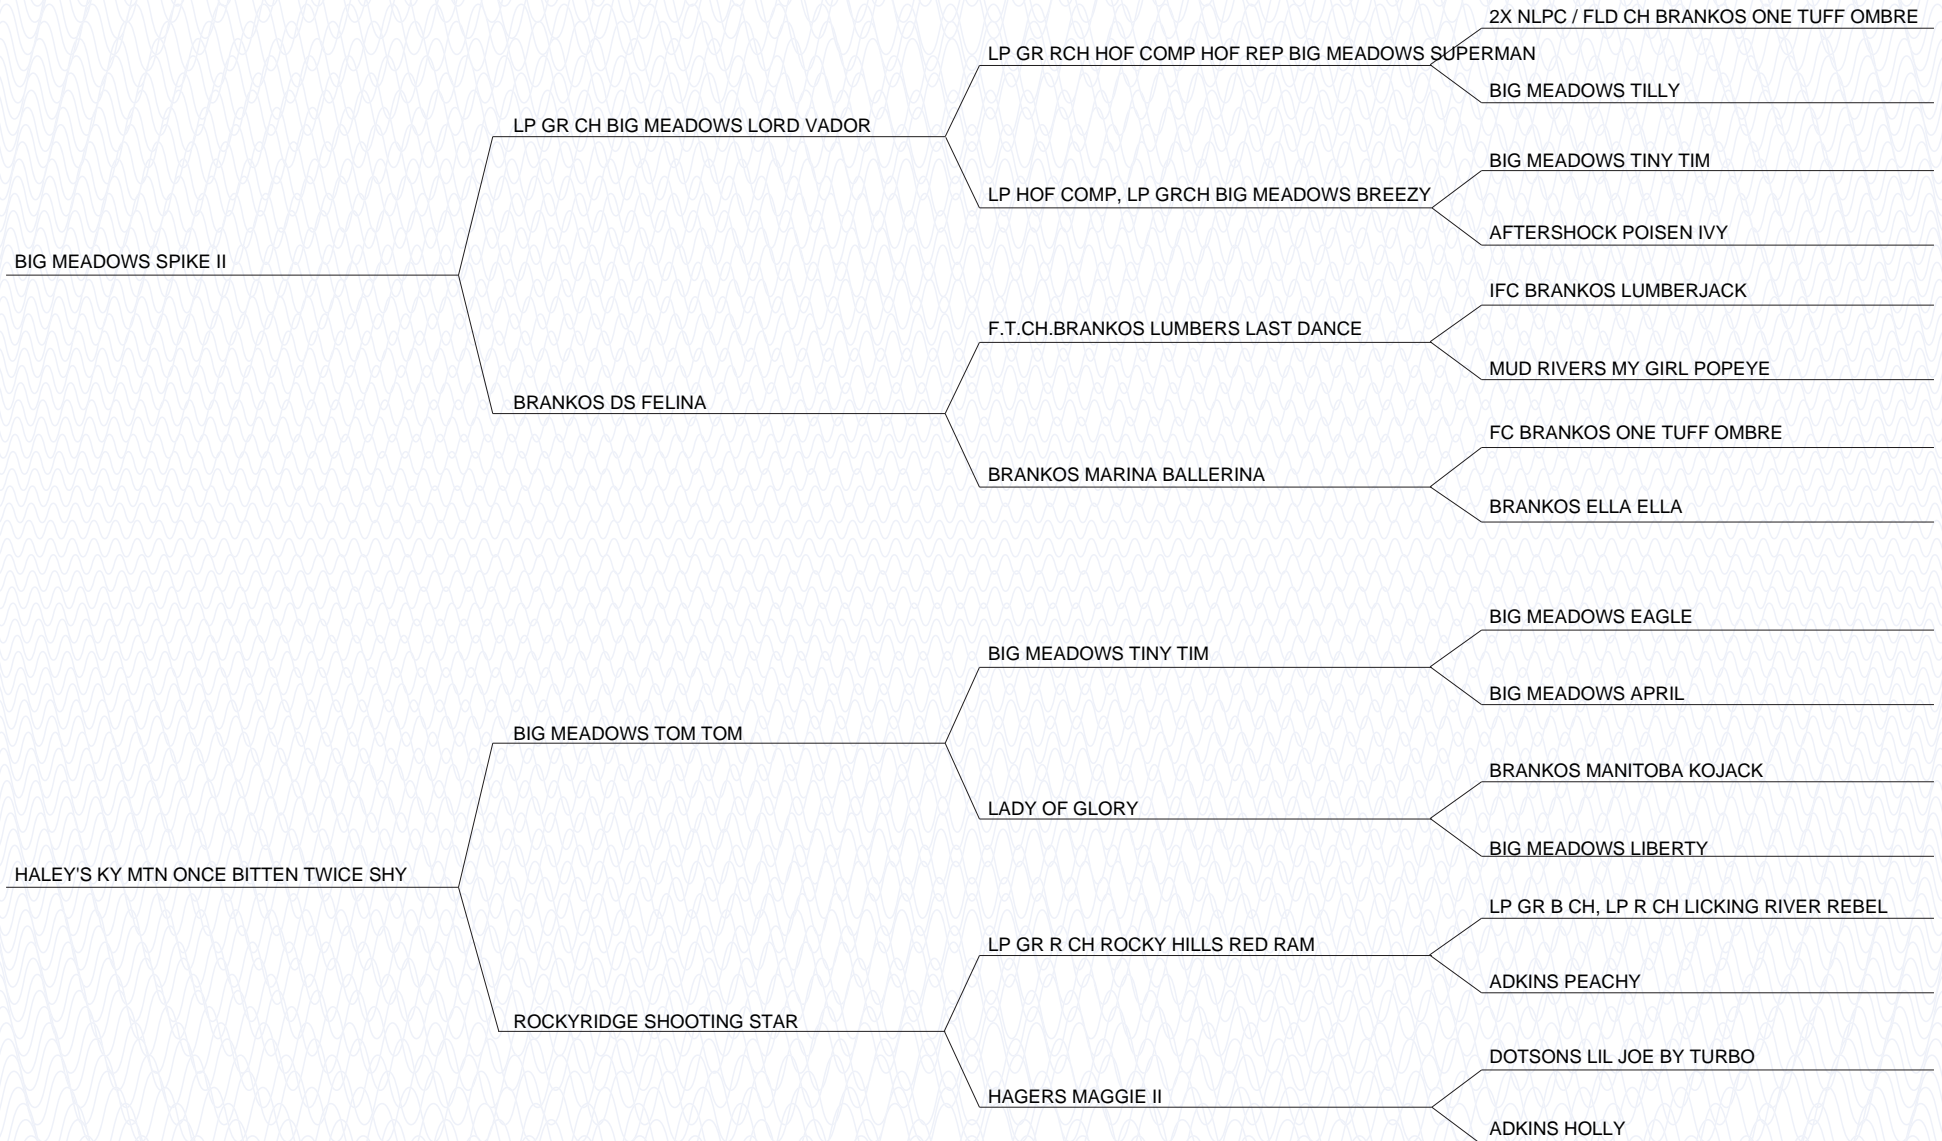 2X NLPC / FLD CH BRANKOS ONE TUFF OMBRE
LP GR RCH HOF COMP HOF REP BIG MEADOWS SUPERMAN
BIG MEADOWS TILLY
LP GR CH BIG MEADOWS LORD VADOR
BIG MEADOWS TINY TIM
LP HOF COMP, LP GRCH BIG MEADOWS BREEZY
AFTERSHOCK POISEN IVY
BIG MEADOWS SPIKE II
IFC BRANKOS LUMBERJACK
F.T.CH.BRANKOS LUMBERS LAST DANCE
MUD RIVERS MY GIRL POPEYE
BRANKOS DS FELINA
FC BRANKOS ONE TUFF OMBRE
BRANKOS MARINA BALLERINA
BRANKOS ELLA ELLA
BIG MEADOWS EAGLE
BIG MEADOWS TINY TIM
BIG MEADOWS APRIL
BIG MEADOWS TOM TOM
BRANKOS MANITOBA KOJACK
LADY OF GLORY
BIG MEADOWS LIBERTY
HALEY'S KY MTN ONCE BITTEN TWICE SHY
LP GR B CH, LP R CH LICKING RIVER REBEL
LP GR R CH ROCKY HILLS RED RAM
ADKINS PEACHY
ROCKYRIDGE SHOOTING STAR
DOTSONS LIL JOE BY TURBO
HAGERS MAGGIE II
ADKINS HOLLY